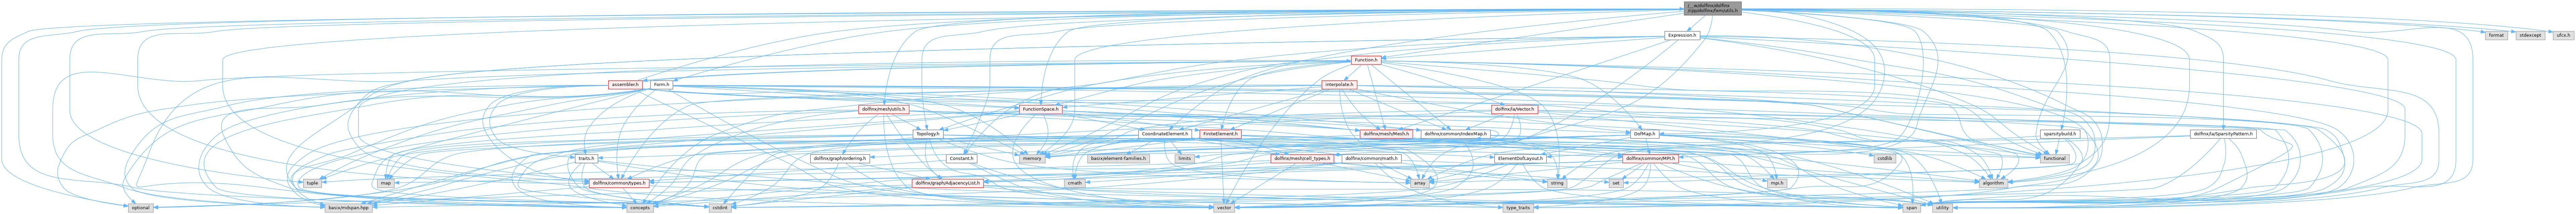 /__w/dolfinx/dolfinx
/cpp/dolfinx/fem/utils.h
Expression.h
format
stdexcept
ufcx.h
Function.h
assembler.h
Form.h
interpolate.h
dolfinx/mesh/utils.h
FunctionSpace.h
dolfinx/la/Vector.h
Topology.h
CoordinateElement.h
FiniteElement.h
dolfinx/mesh/Mesh.h
dolfinx/common/IndexMap.h
DofMap.h
sparsitybuild.h
dolfinx/la/SparsityPattern.h
traits.h
dolfinx/graph/ordering.h
Constant.h
memory
basix/element-families.h
limits
dolfinx/mesh/cell_types.h
dolfinx/common/math.h
ElementDofLayout.h
dolfinx/common/MPI.h
cstdlib
functional
tuple
map
dolfinx/common/types.h
dolfinx/graph/AdjacencyList.h
cmath
array
string
set
mpi.h
algorithm
optional
basix/mdspan.hpp
concepts
cstdint
vector
type_traits
span
utility